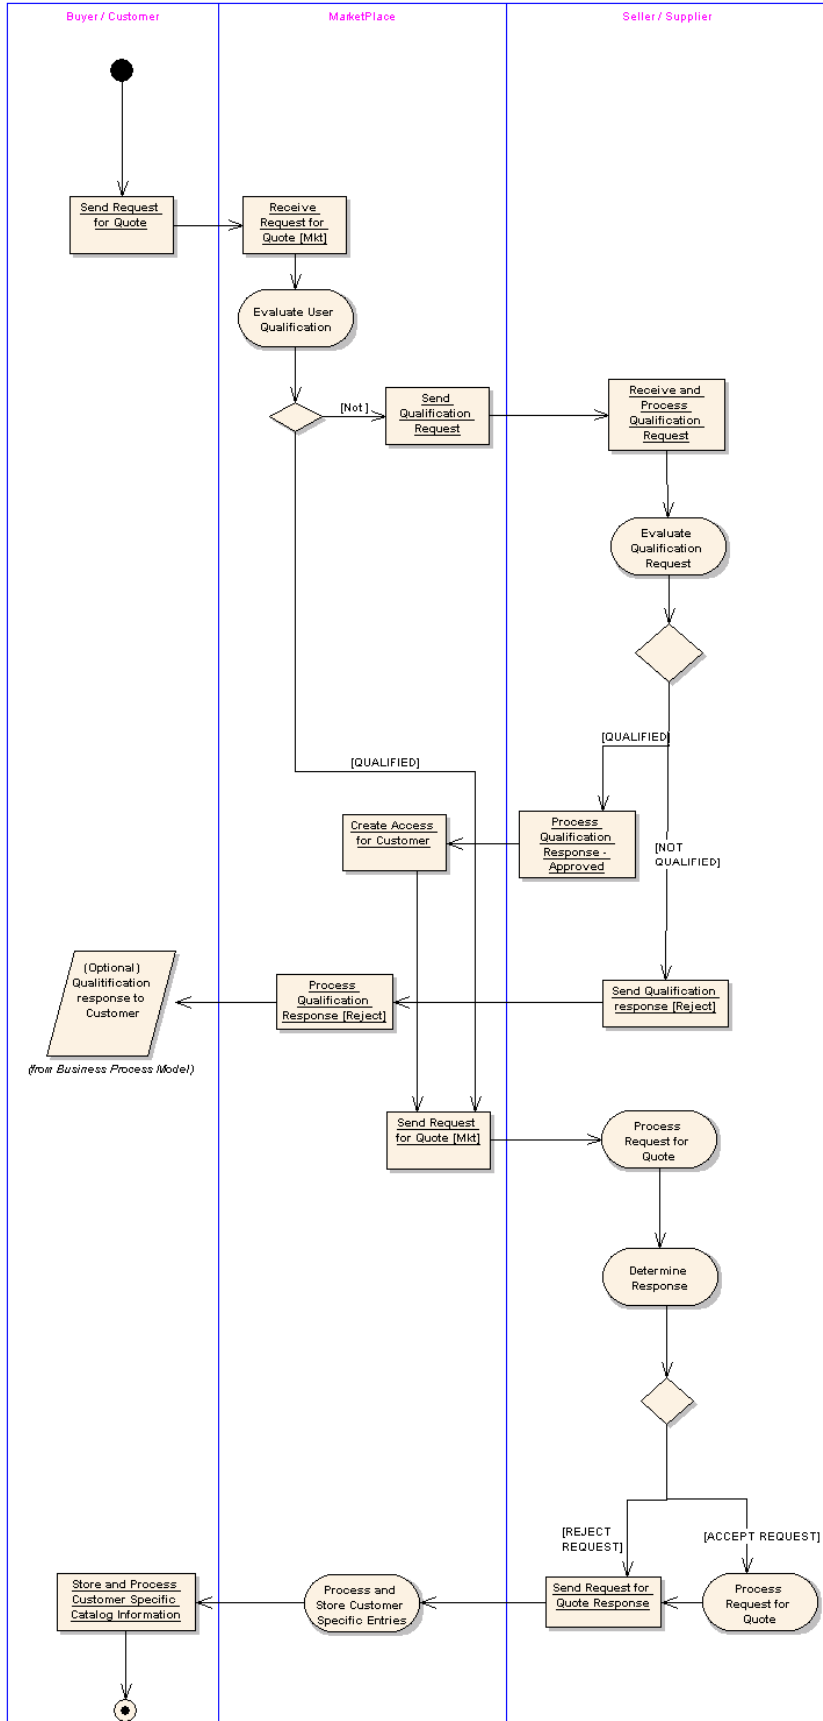 Buyer / Customer
MarketPlace
Seller / Supplier
Send Request
for Quote
Receive
Request for
Quote [Mkt]
Evaluate User
Qualification
[Not ]
Send
Qualification
Request
Receive and
Process
Qualification
Request
Evaluate
Qualification
Request
[QUALIFIED]
[QUALIFIED]
Create Access
for Customer
Process
Qualification
Response -
Approved
[NOT
QUALIFIED]
(Optional)
Qualitification
response to
Customer
(from Business Process Model)
Process
Qualification
Response [Reject]
Send Qualification
response [Reject]
Send Request
for Quote [Mkt]
Process
Request for
Quote
Determine
Response
[REJECT
REQUEST]
[ACCEPT REQUEST]
Store and Process
Customer Specific
Catalog Information
Process and
Store Customer
Specific Entries
Send Request for
Quote Response
Process
Request for
Quote